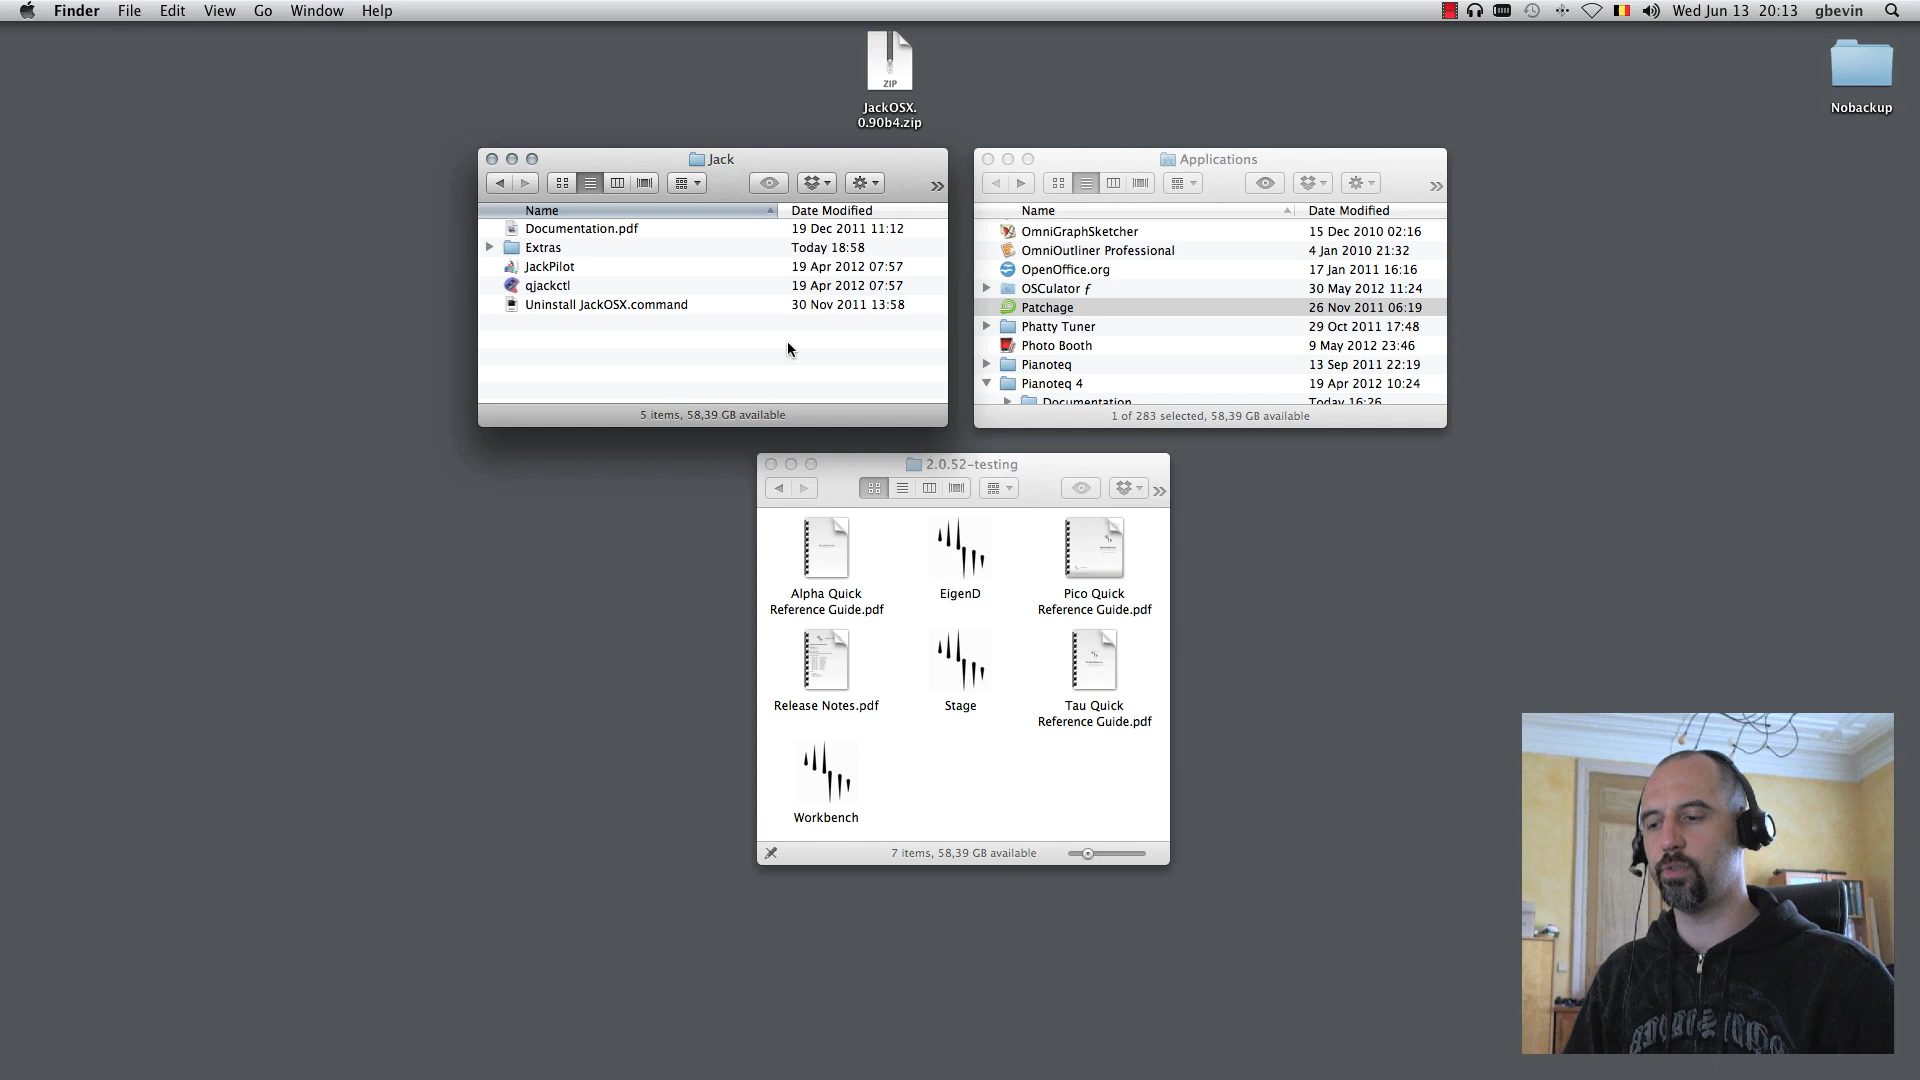 Finder File Edit View Go Window Help
Wed Jun 13 20:13 gbevin
ZIP
JackOSX.
0.90b4.zip
Nobackup
Jack
Name Date Modified
Documentation.pdf 19 Dec 2011 11:12
Extras Today 18:58
JackPilot 19 Apr 2012 07:57
qjackctl 19 Apr 2012 07:57
Uninstall JackOSX.command 30 Nov 2011 13:58
5 items, 58,39 GB available
Applications
Name Date Modified
OmniGraphSketcher 15 Dec 2010 02:16
OmniOutliner Professional 4 Jan 2010 21:32
OpenOffice.org 17 Jan 2011 16:16
OSCulator ƒ 30 May 2012 11:24
Patchage 26 Nov 2011 06:19
Phatty Tuner 29 Oct 2011 17:48
Photo Booth 9 May 2012 23:46
Pianoteq 13 Sep 2011 22:19
Pianoteq 4 19 Apr 2012 10:24
Documentation Today 16:26
1 of 283 selected, 58,39 GB available
2.0.52-testing
Alpha Quick
Reference Guide.pdf
EigenD
Pico Quick
Reference Guide.pdf
Release Notes.pdf
Stage
Tau Quick
Reference Guide.pdf
Workbench
7 items, 58,39 GB available